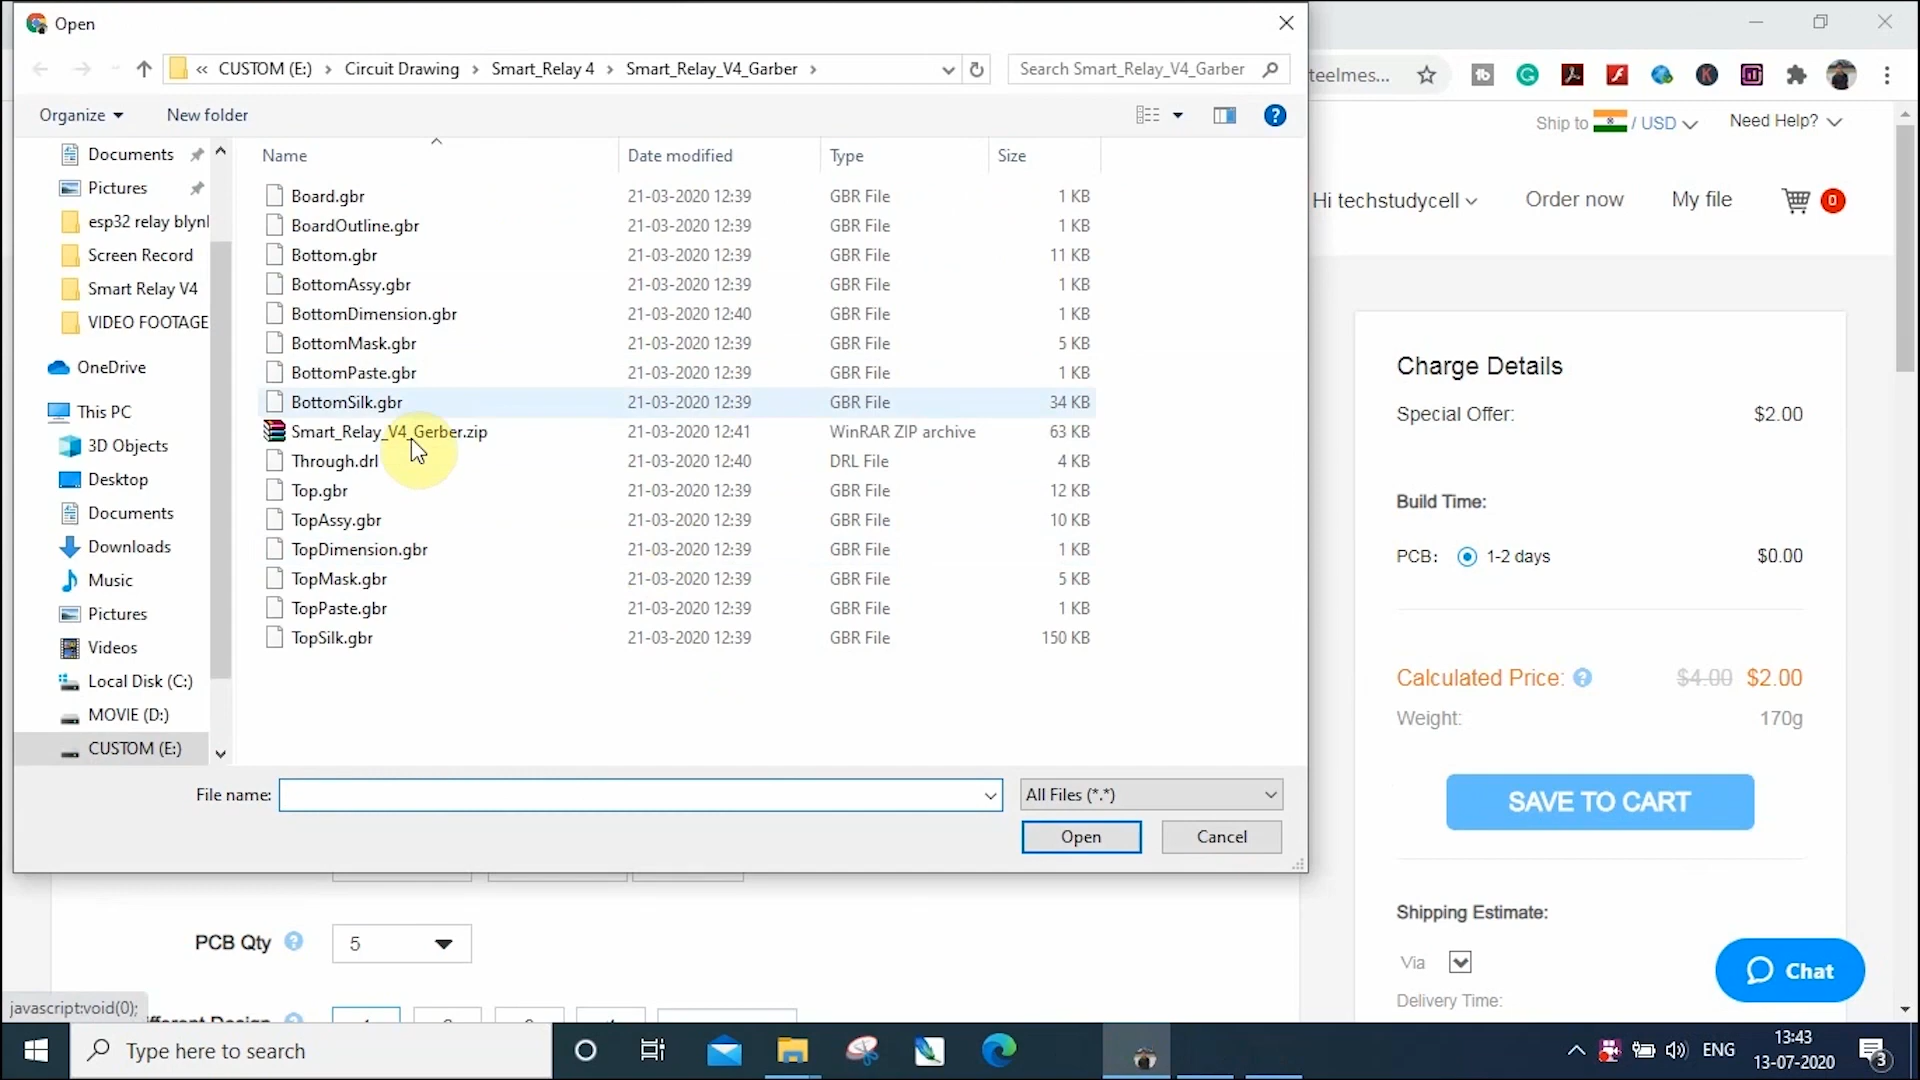 Open
« CUSTOM (E:) › Circuit Drawing › Smart_Relay 4 › Smart_Relay_V4_Garber ›
Search Smart_Relay_V4_Garber
teelmes...
Organize
New folder
Ship to / USD
Need Help?
Hi techstudycell
Order now
My file
0
Documents
Pictures
esp32 relay blynk
Screen Record
Smart Relay V4
VIDEO FOOTAGE
OneDrive
This PC
3D Objects
Desktop
Documents
Downloads
Music
Pictures
Videos
Local Disk (C:)
MOVIE (D:)
CUSTOM (E:)
Name Date modified Type Size
Board.gbr 21-03-2020 12:39 GBR File 1 KB
BoardOutline.gbr 21-03-2020 12:39 GBR File 1 KB
Bottom.gbr 21-03-2020 12:39 GBR File 11 KB
BottomAssy.gbr 21-03-2020 12:39 GBR File 1 KB
BottomDimension.gbr 21-03-2020 12:40 GBR File 1 KB
BottomMask.gbr 21-03-2020 12:39 GBR File 5 KB
BottomPaste.gbr 21-03-2020 12:39 GBR File 1 KB
BottomSilk.gbr 21-03-2020 12:39 GBR File 34 KB
Smart_Relay_V4_Gerber.zip 21-03-2020 12:41 WinRAR ZIP archive 63 KB
Through.drl 21-03-2020 12:40 DRL File 4 KB
Top.gbr 21-03-2020 12:39 GBR File 12 KB
TopAssy.gbr 21-03-2020 12:39 GBR File 10 KB
TopDimension.gbr 21-03-2020 12:39 GBR File 1 KB
TopMask.gbr 21-03-2020 12:39 GBR File 5 KB
TopPaste.gbr 21-03-2020 12:39 GBR File 1 KB
TopSilk.gbr 21-03-2020 12:39 GBR File 150 KB
File name:
All Files (*.*)
Open
Cancel
Charge Details
Special Offer: $2.00
Build Time:
PCB: 1-2 days $0.00
Calculated Price: $4.00 $2.00
Weight: 170g
SAVE TO CART
Shipping Estimate:
Via
Delivery Time:
Chat
PCB Qty 5
javascript:void(0);
Type here to search
ENG
13:43
13-07-2020
3